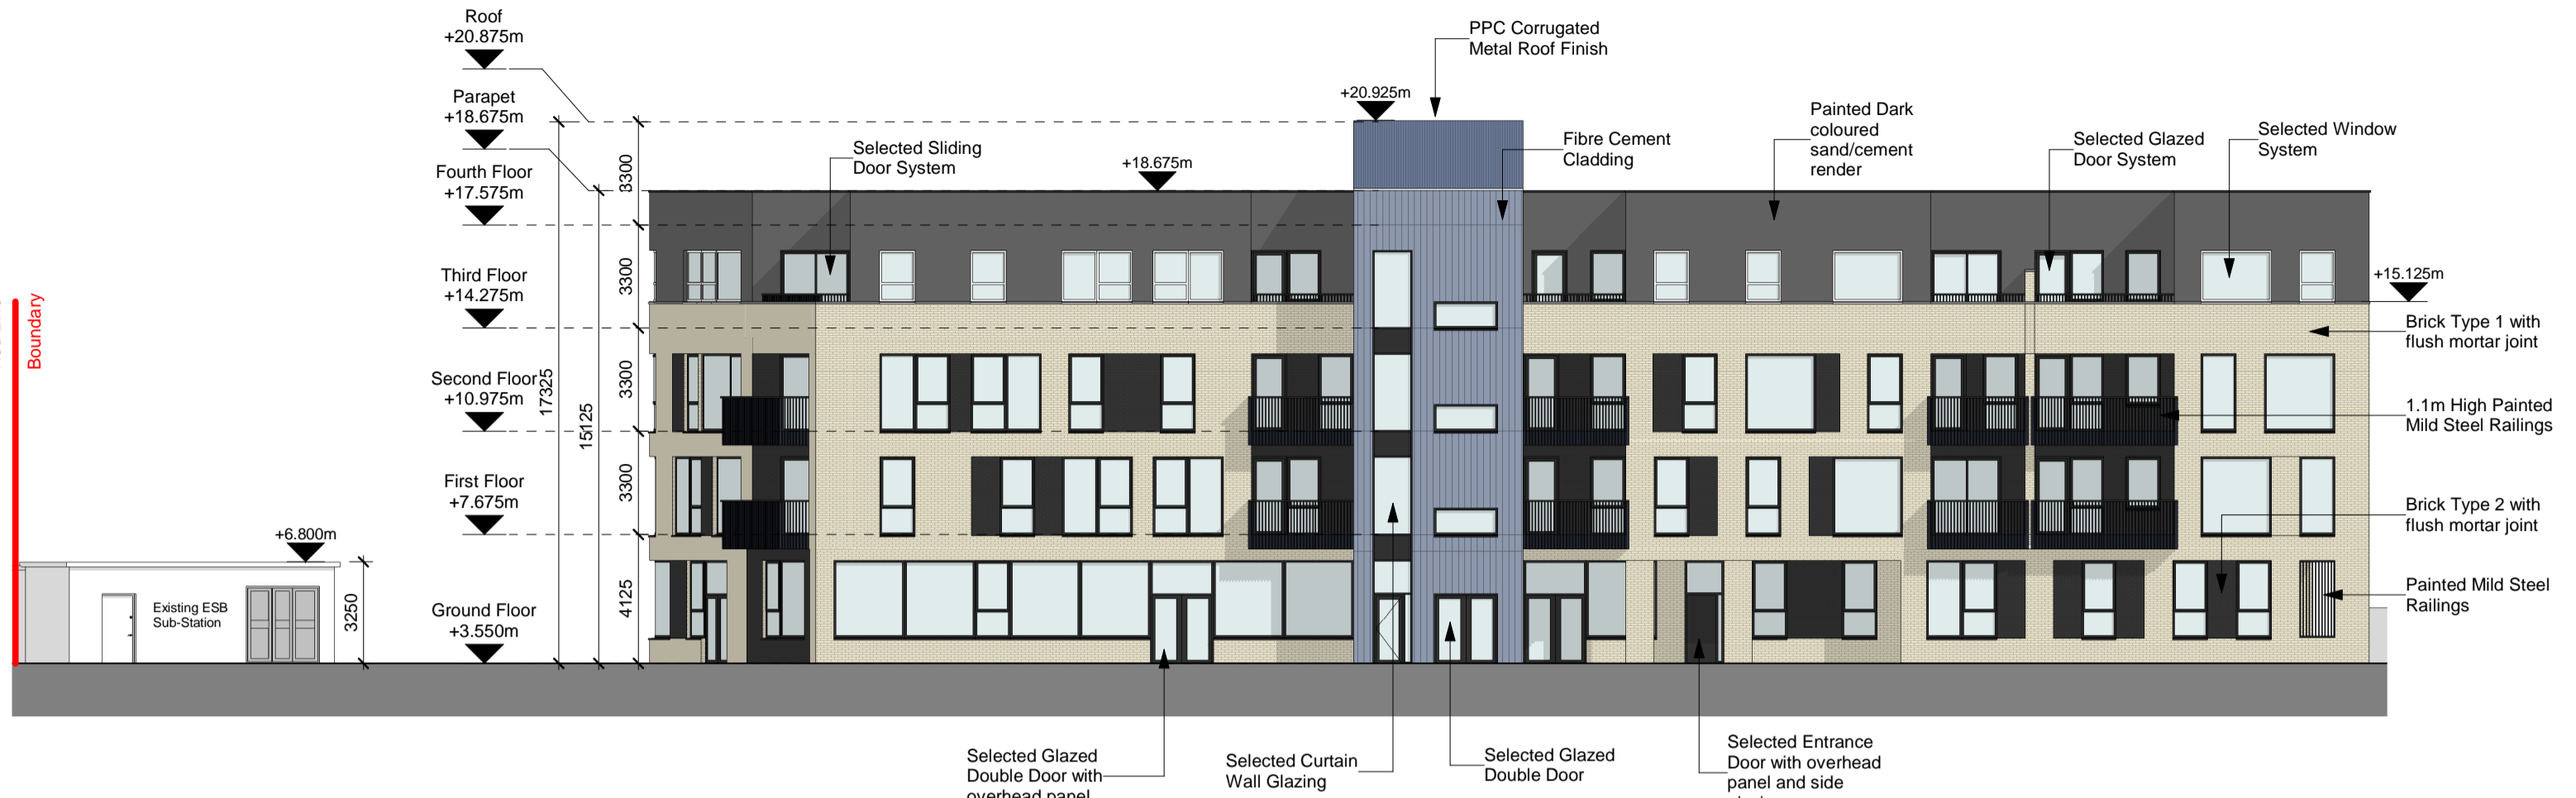 Roof
+20.875m
Parapet
+18.675m
Fourth Floor
+17.575m
Third Floor
+14.275m
Second Floor
+10.975m
First Floor
+7.675m
Ground Floor
+3.550m
17325
15125
3300
3300
3300
3300
4125
Boundary
+6.800m
Existing ESB
Sub-Station
3250
Selected Sliding
Door System
+18.675m
+20.925m
PPC Corrugated
Metal Roof Finish
Fibre Cement
Cladding
Painted Dark
coloured
sand/cement
render
Selected Glazed
Door System
Selected Window
System
+15.125m
Brick Type 1 with
flush mortar joint
1.1m High Painted
Mild Steel Railings
Brick Type 2 with
flush mortar joint
Painted Mild Steel
Railings
Selected Glazed
Double Door with
overhead panel
Selected Curtain
Wall Glazing
Selected Glazed
Double Door
Selected Entrance
Door with overhead
panel and side